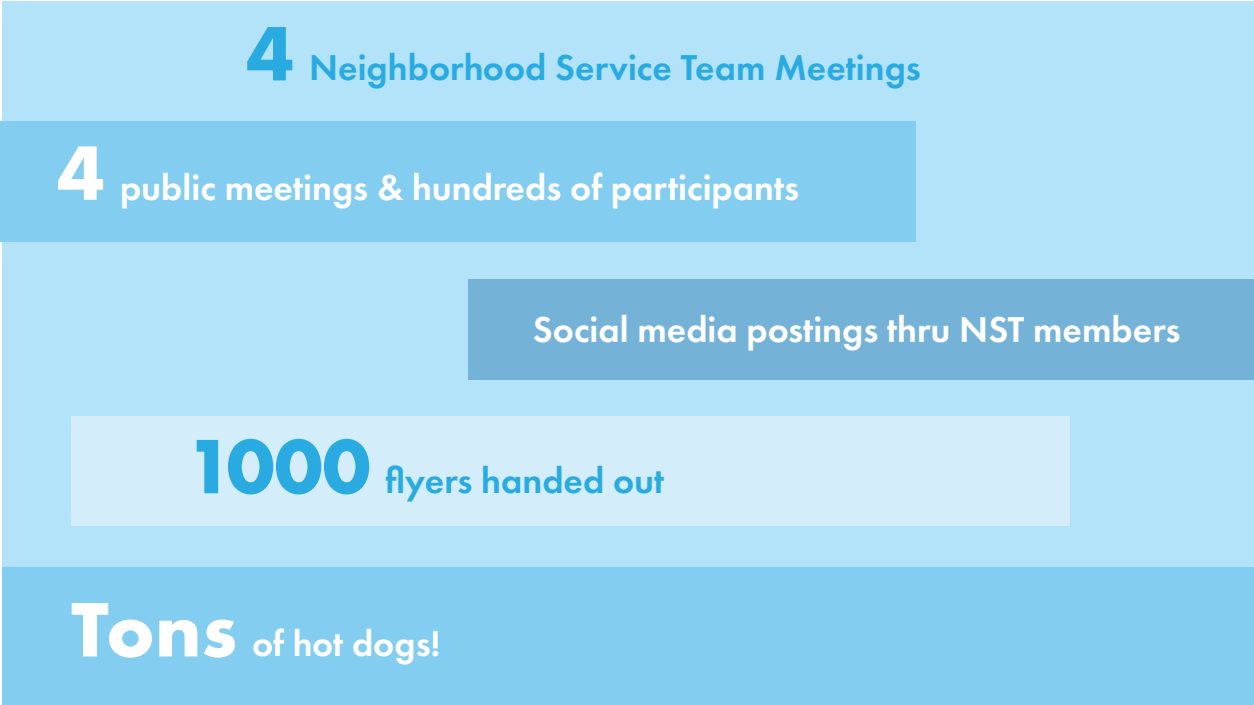 4 Neighborhood Service Team Meetings
4 public meetings & hundreds of participants
Social media postings thru NST members
1000 flyers handed out
Tons of hot dogs!